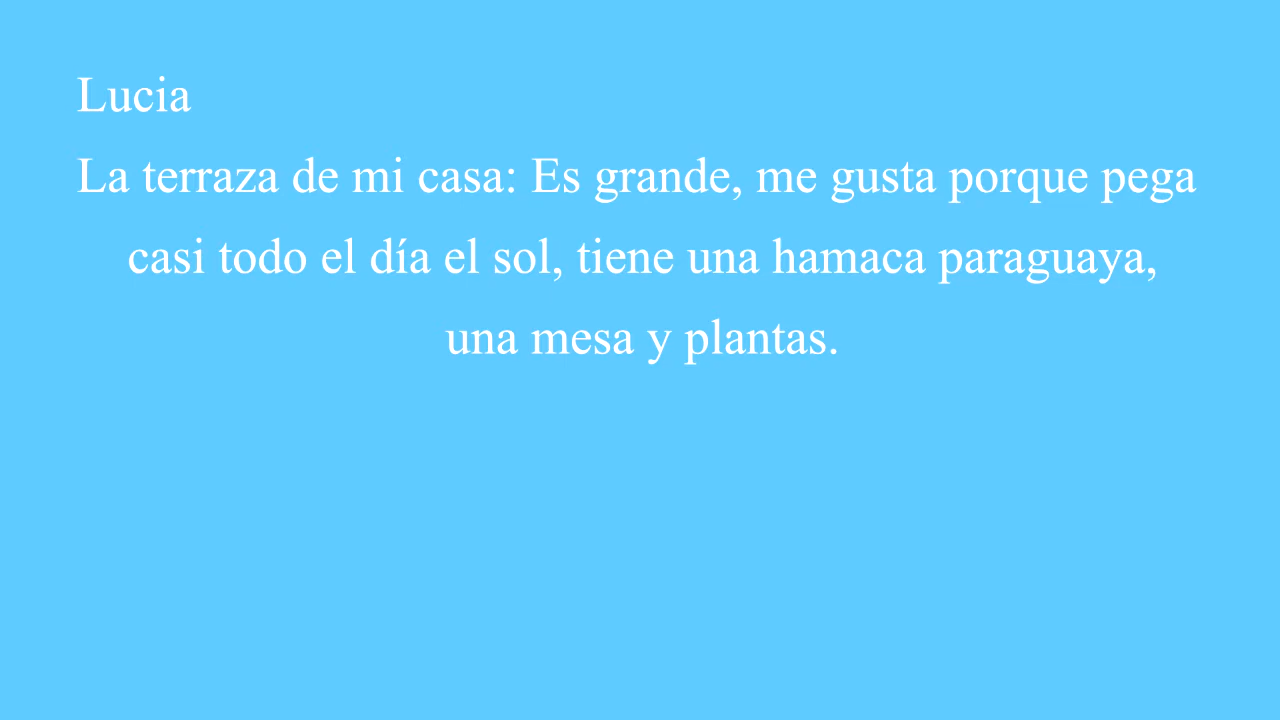 Lucia
La terraza de mi casa: Es grande, me gusta porque pega
casi todo el día el sol, tiene una hamaca paraguaya,
una mesa y plantas.